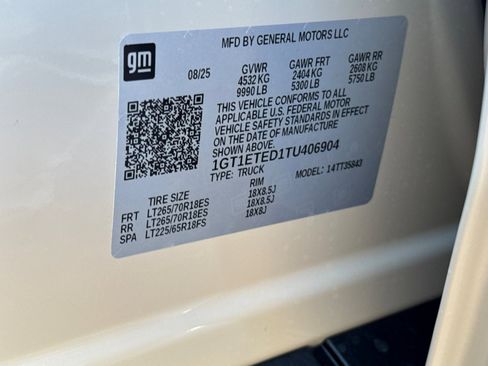 gm
MFD BY GENERAL MOTORS LLC
08/25 GVWR GAWR FRT GAWR RR
4532 KG 2404 KG 2608 KG
9990 LB 5300 LB 5750 LB
THIS VEHICLE CONFORMS TO ALL
APPLICABLE U.S. FEDERAL MOTOR
VEHICLE SAFETY STANDARDS IN
EFFECT ON THE DATE OF MANUFACTURE
SHOWN ABOVE.
1GT1ETED1TU406904
TYPE: TRUCK MODEL: 14TT35843
TIRE SIZE RIM
FRT LT265/70R18ES 18X8.5J
RR LT265/70R18ES 18X8.5J
SPA LT225/65R18FS 18X8J